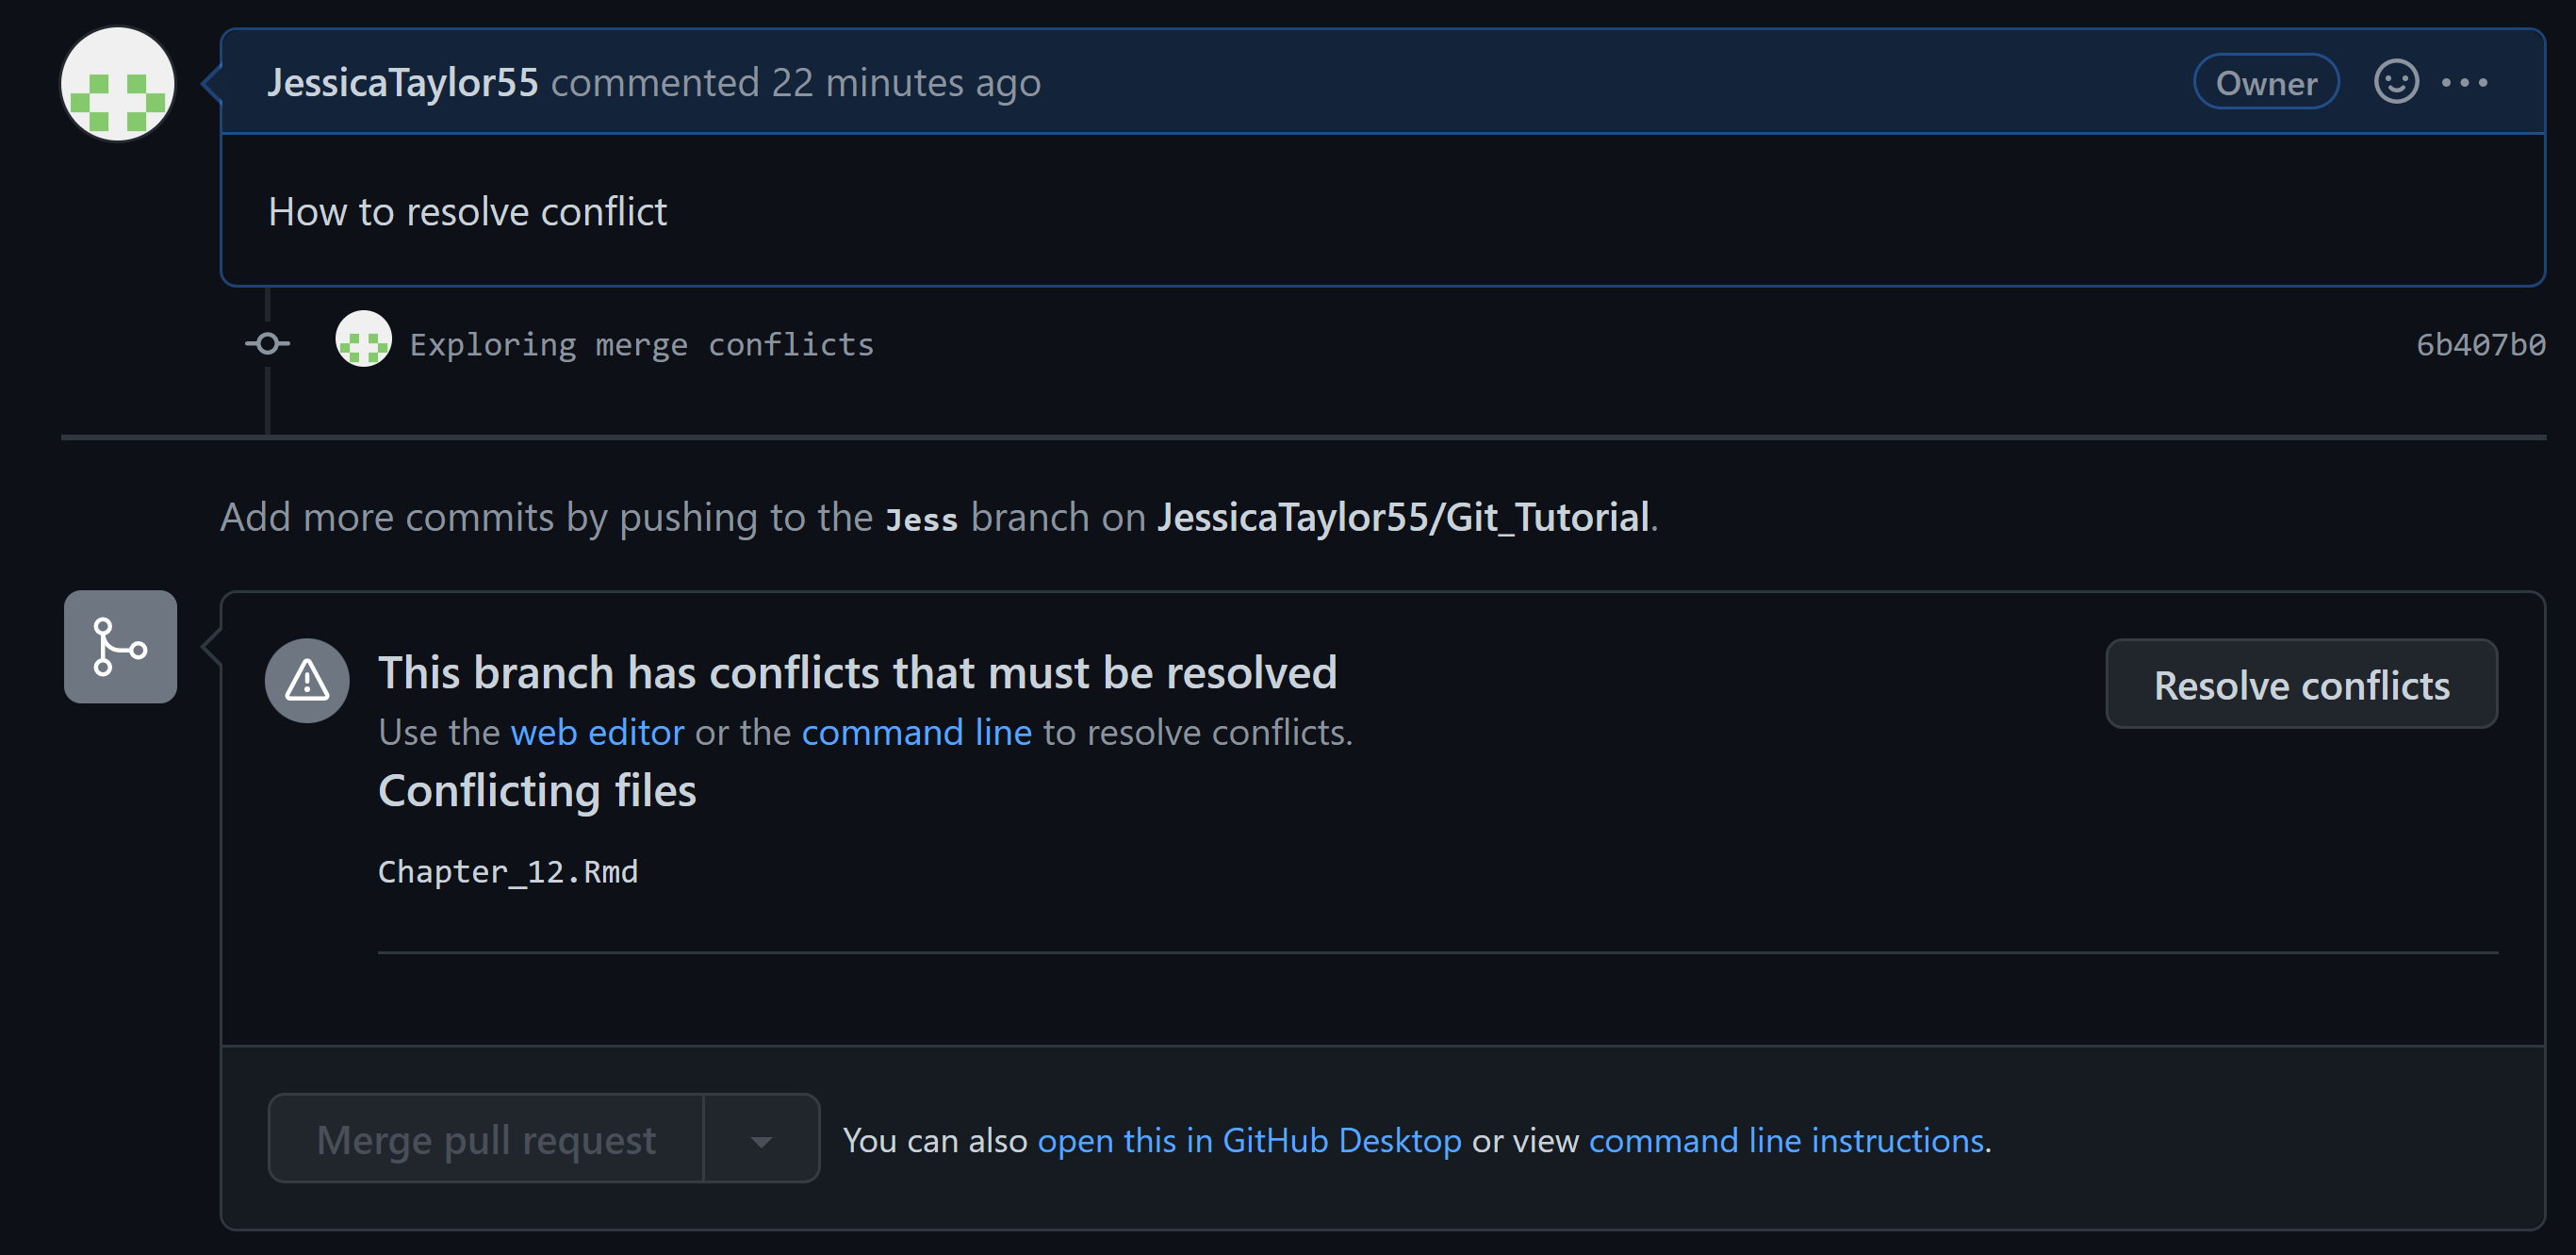 JessicaTaylor55 commented 22 minutes ago Owner
How to resolve conflict
Exploring merge conflicts 6b407b0
Add more commits by pushing to the Jess branch on JessicaTaylor55/Git_Tutorial.
This branch has conflicts that must be resolved
Resolve conflicts
Use the web editor or the command line to resolve conflicts.
Conflicting files
Chapter_12.Rmd
Merge pull request You can also open this in GitHub Desktop or view command line instructions.